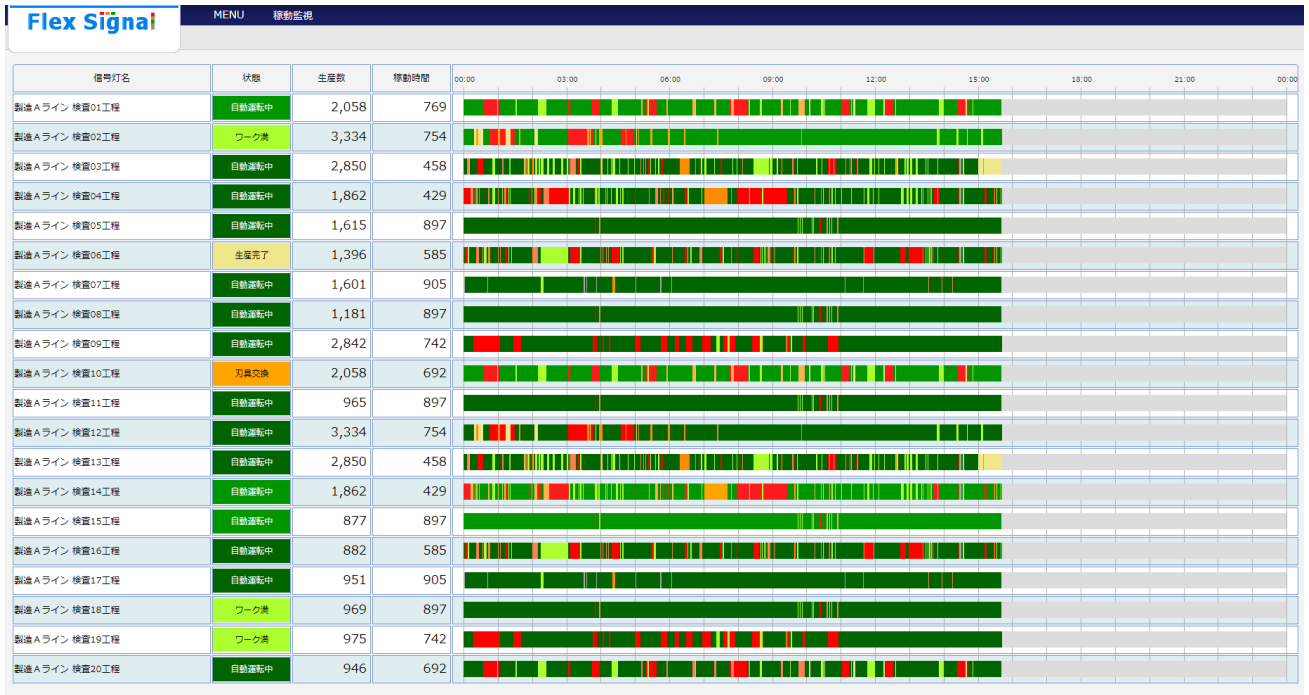 Flex Signal
MENU 稼動監視
信号灯名 状態 生産数 稼動時間 00:00 03:00 06:00 09:00 12:00 15:00 18:00 21:00 00:00
製造Aライン 検査01工程 自動運転中 2,058 769
製造Aライン 検査02工程 ワーク満 3,334 754
製造Aライン 検査03工程 自動運転中 2,850 458
製造Aライン 検査04工程 自動運転中 1,862 429
製造Aライン 検査05工程 自動運転中 1,615 897
製造Aライン 検査06工程 生産完了 1,396 585
製造Aライン 検査07工程 自動運転中 1,601 905
製造Aライン 検査08工程 自動運転中 1,181 897
製造Aライン 検査09工程 自動運転中 2,842 742
製造Aライン 検査10工程 刃具交換 2,058 692
製造Aライン 検査11工程 自動運転中 965 897
製造Aライン 検査12工程 自動運転中 3,334 754
製造Aライン 検査13工程 自動運転中 2,850 458
製造Aライン 検査14工程 自動運転中 1,862 429
製造Aライン 検査15工程 自動運転中 877 897
製造Aライン 検査16工程 自動運転中 882 585
製造Aライン 検査17工程 自動運転中 951 905
製造Aライン 検査18工程 ワーク満 969 897
製造Aライン 検査19工程 ワーク満 975 742
製造Aライン 検査20工程 自動運転中 946 692